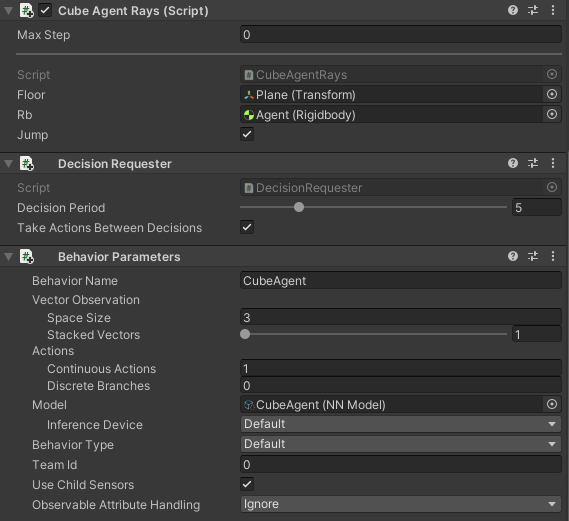 Cube Agent Rays (Script)
Max Step 0
Script CubeAgentRays
Floor Plane (Transform)
Rb Agent (Rigidbody)
Jump
Decision Requester
Script DecisionRequester
Decision Period 5
Take Actions Between Decisions
Behavior Parameters
Behavior Name CubeAgent
Vector Observation
Space Size 3
Stacked Vectors 1
Actions
Continuous Actions 1
Discrete Branches 0
Model CubeAgent (NN Model)
Inference Device Default
Behavior Type Default
Team Id 0
Use Child Sensors
Observable Attribute Handling Ignore